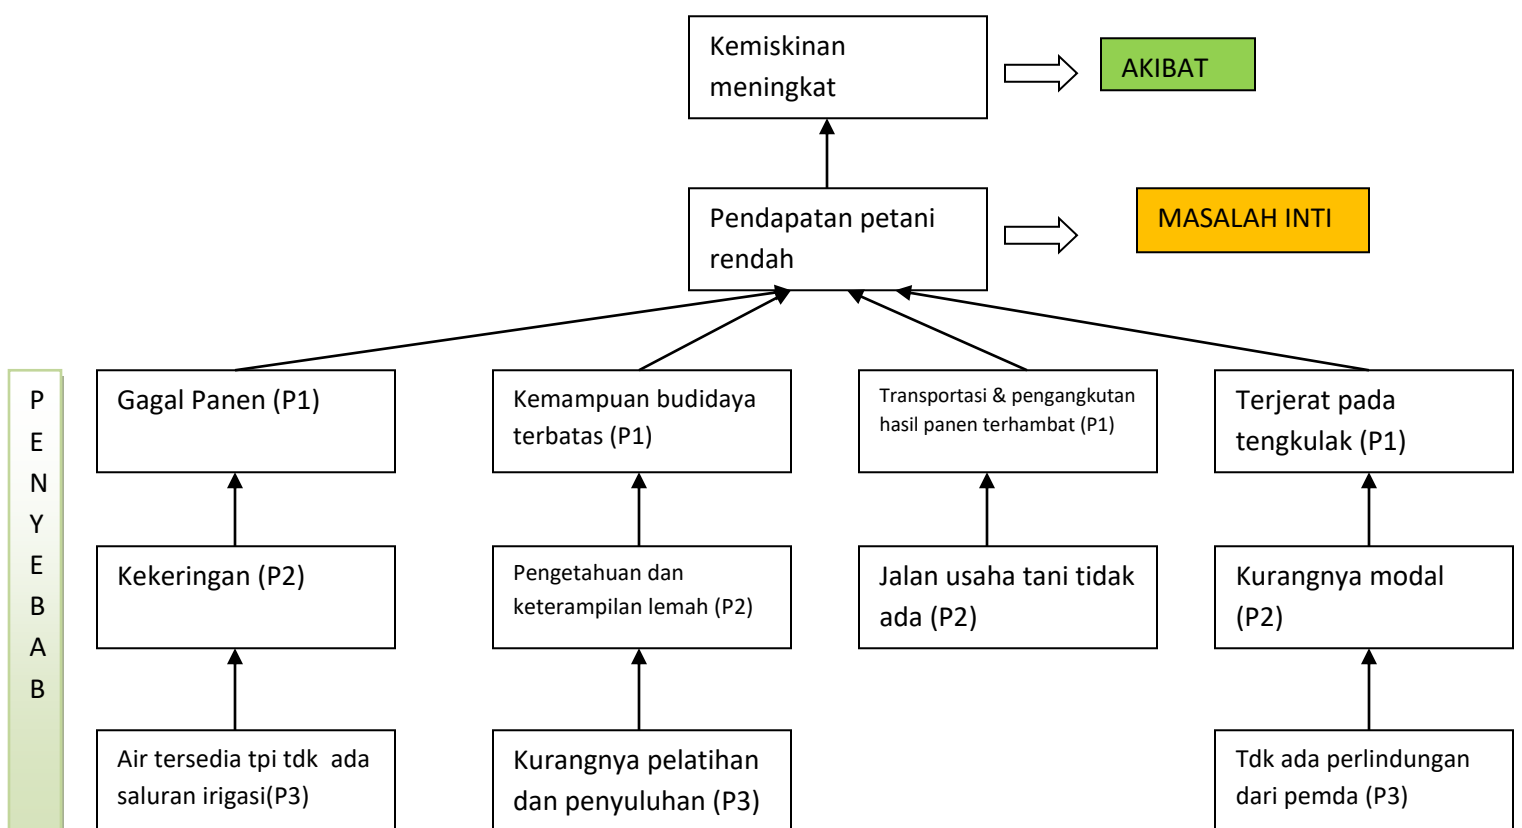 Kemiskinan
meningkat
AKIBAT
Pendapatan petani
rendah
MASALAH INTI
P
E
N
Y
E
B
A
B
Gagal Panen (P1)
Kemampuan budidaya
terbatas (P1)
Transportasi & pengangkutan
hasil panen terhambat (P1)
Terjerat pada
tengkulak (P1)
Kekeringan (P2)
Pengetahuan dan
keterampilan lemah (P2)
Jalan usaha tani tidak
ada (P2)
Kurangnya modal
(P2)
Air tersedia tpi tdk  ada
saluran irigasi(P3)
Kurangnya pelatihan
dan penyuluhan (P3)
Tdk ada perlindungan
dari pemda (P3)